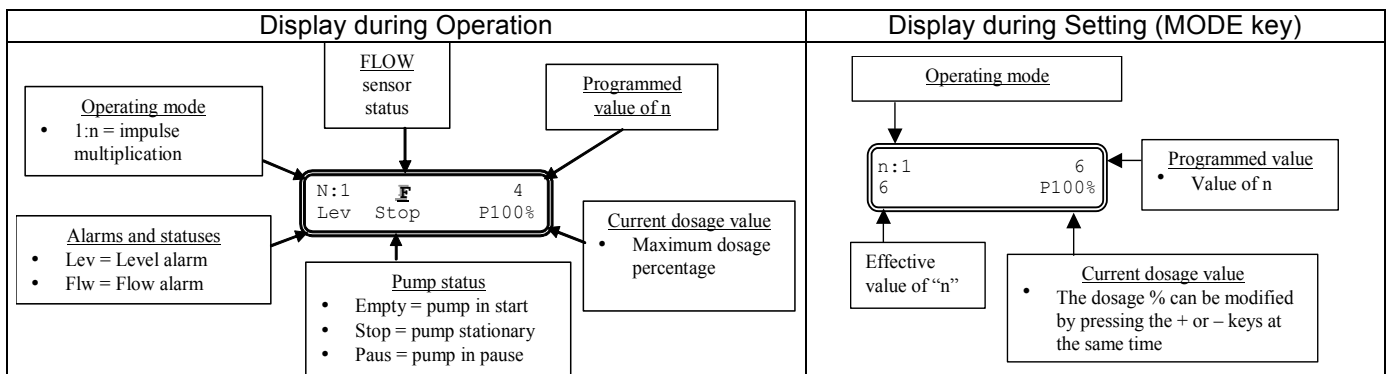 Display during Operation
Display during Setting (MODE key)
FLOW
sensor
status
Operating mode
• 1:n = impulse
multiplication
Programmed
value of n
N:1 F 4
Lev Stop P100%
Alarms and statuses
• Lev = Level alarm
• Flw = Flow alarm
Pump status
• Empty = pump in start
• Stop = pump stationary
• Paus = pump in pause
Current dosage value
• Maximum dosage
percentage
Operating mode
n:1 6
6 P100%
Programmed value
• Value of n
Effective
value of “n”
Current dosage value
• The dosage % can be modified
by pressing the + or – keys at
the same time